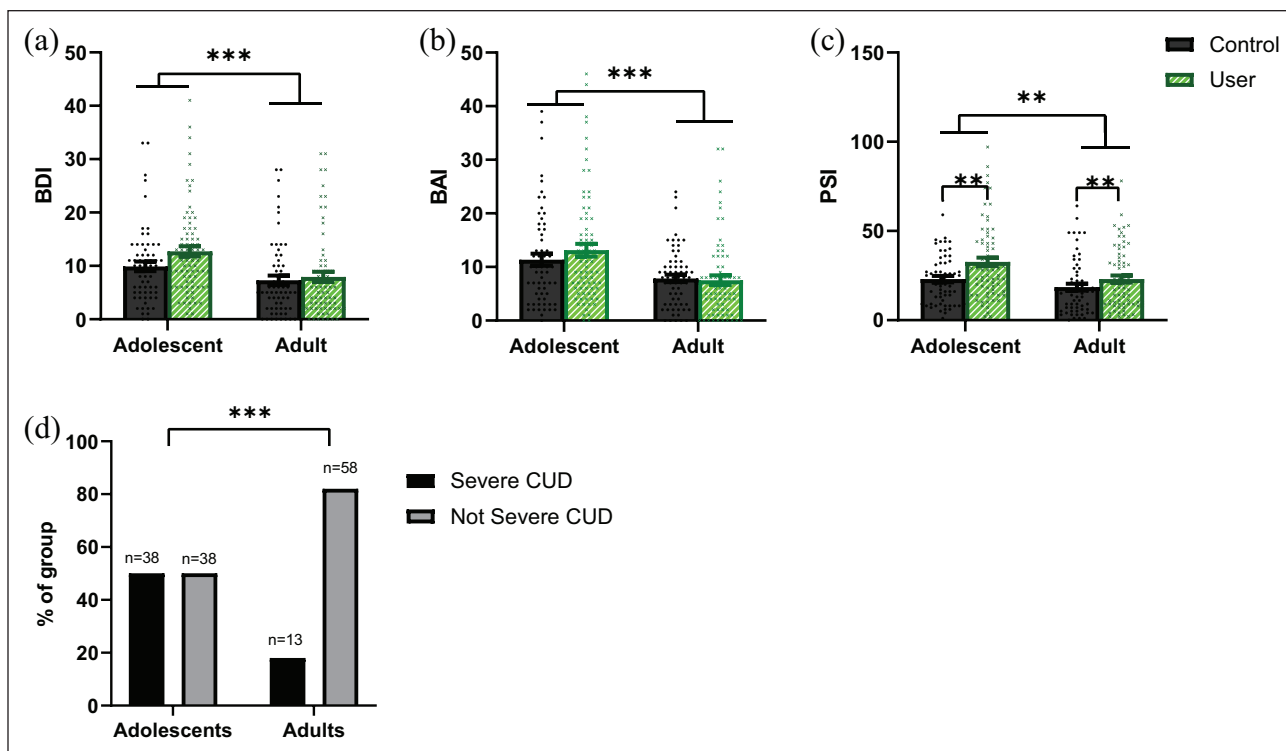 (a)
***
50
40
30
20
10
0
BDI
Adolescent Adult
(b)
***
50
40
30
20
10
0
BAI
Adolescent Adult
(c)
**
** **
150
100
50
0
PSI
Adolescent Adult
Control
User
(d)
***
100
80
60
40
20
0
% of group
n=38 n=38
n=13
n=58
Adolescents Adults
Severe CUD
Not Severe CUD